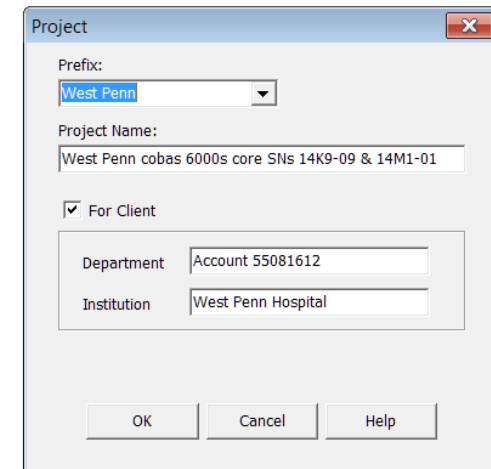 Project
Prefix:
West Penn
Project Name:
West Penn cobas 6000s core SNs 14K9-09 & 14M1-01
For Client
Department Account 55081612
Institution West Penn Hospital
OK Cancel Help